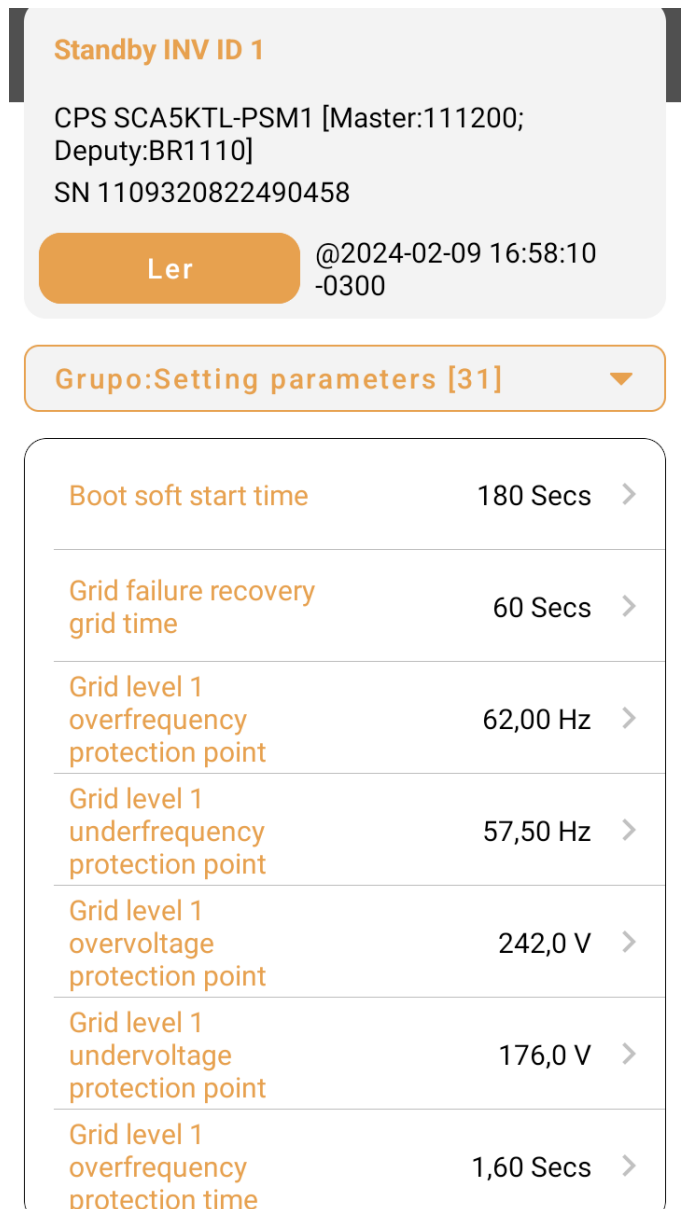 Standby INV ID 1
CPS SCA5KTL-PSM1 [Master:111200;
Deputy:BR1110]
SN 1109320822490458
Ler
@2024-02-09 16:58:10
-0300
Grupo:Setting parameters [31]
Boot soft start time
180 Secs
Grid failure recovery
grid time
60 Secs
Grid level 1
overfrequency
protection point
62,00 Hz
Grid level 1
underfrequency
protection point
57,50 Hz
Grid level 1
overvoltage
protection point
242,0 V
Grid level 1
undervoltage
protection point
176,0 V
Grid level 1
overfrequency
protection time
1,60 Secs